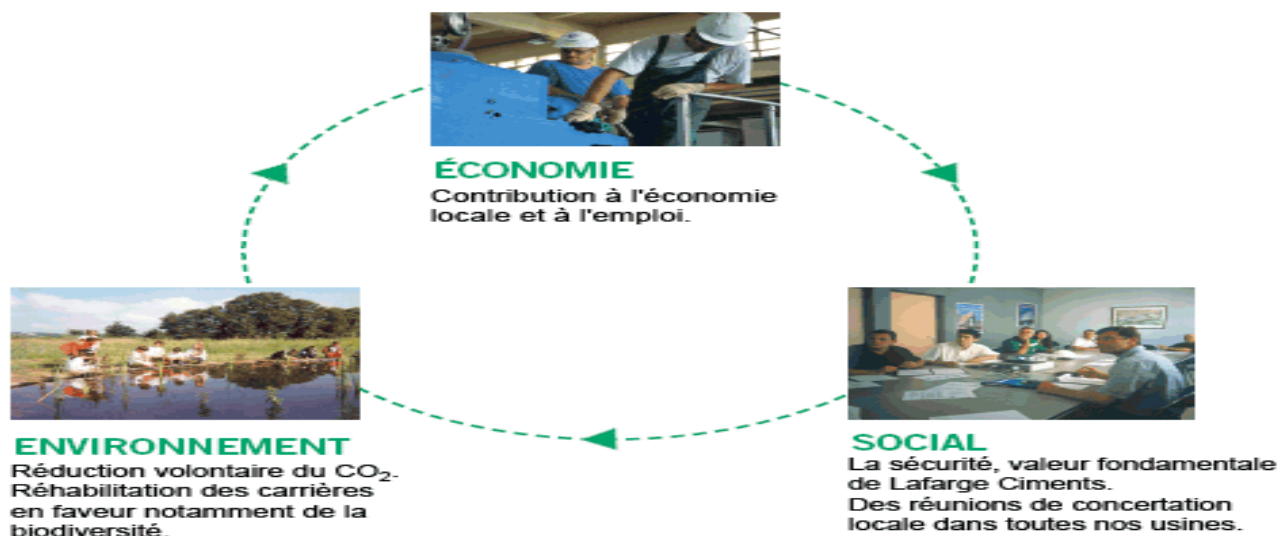 ÉCONOMIE
Contribution à l'économie
locale et à l'emploi.
ENVIRONNEMENT
Réduction volontaire du CO₂.
Réhabilitation des carrières
en faveur notamment de la
biodiversité.
SOCIAL
La sécurité, valeur fondamentale
de Lafarge Ciments.
Des réunions de concertation
locale dans toutes nos usines.